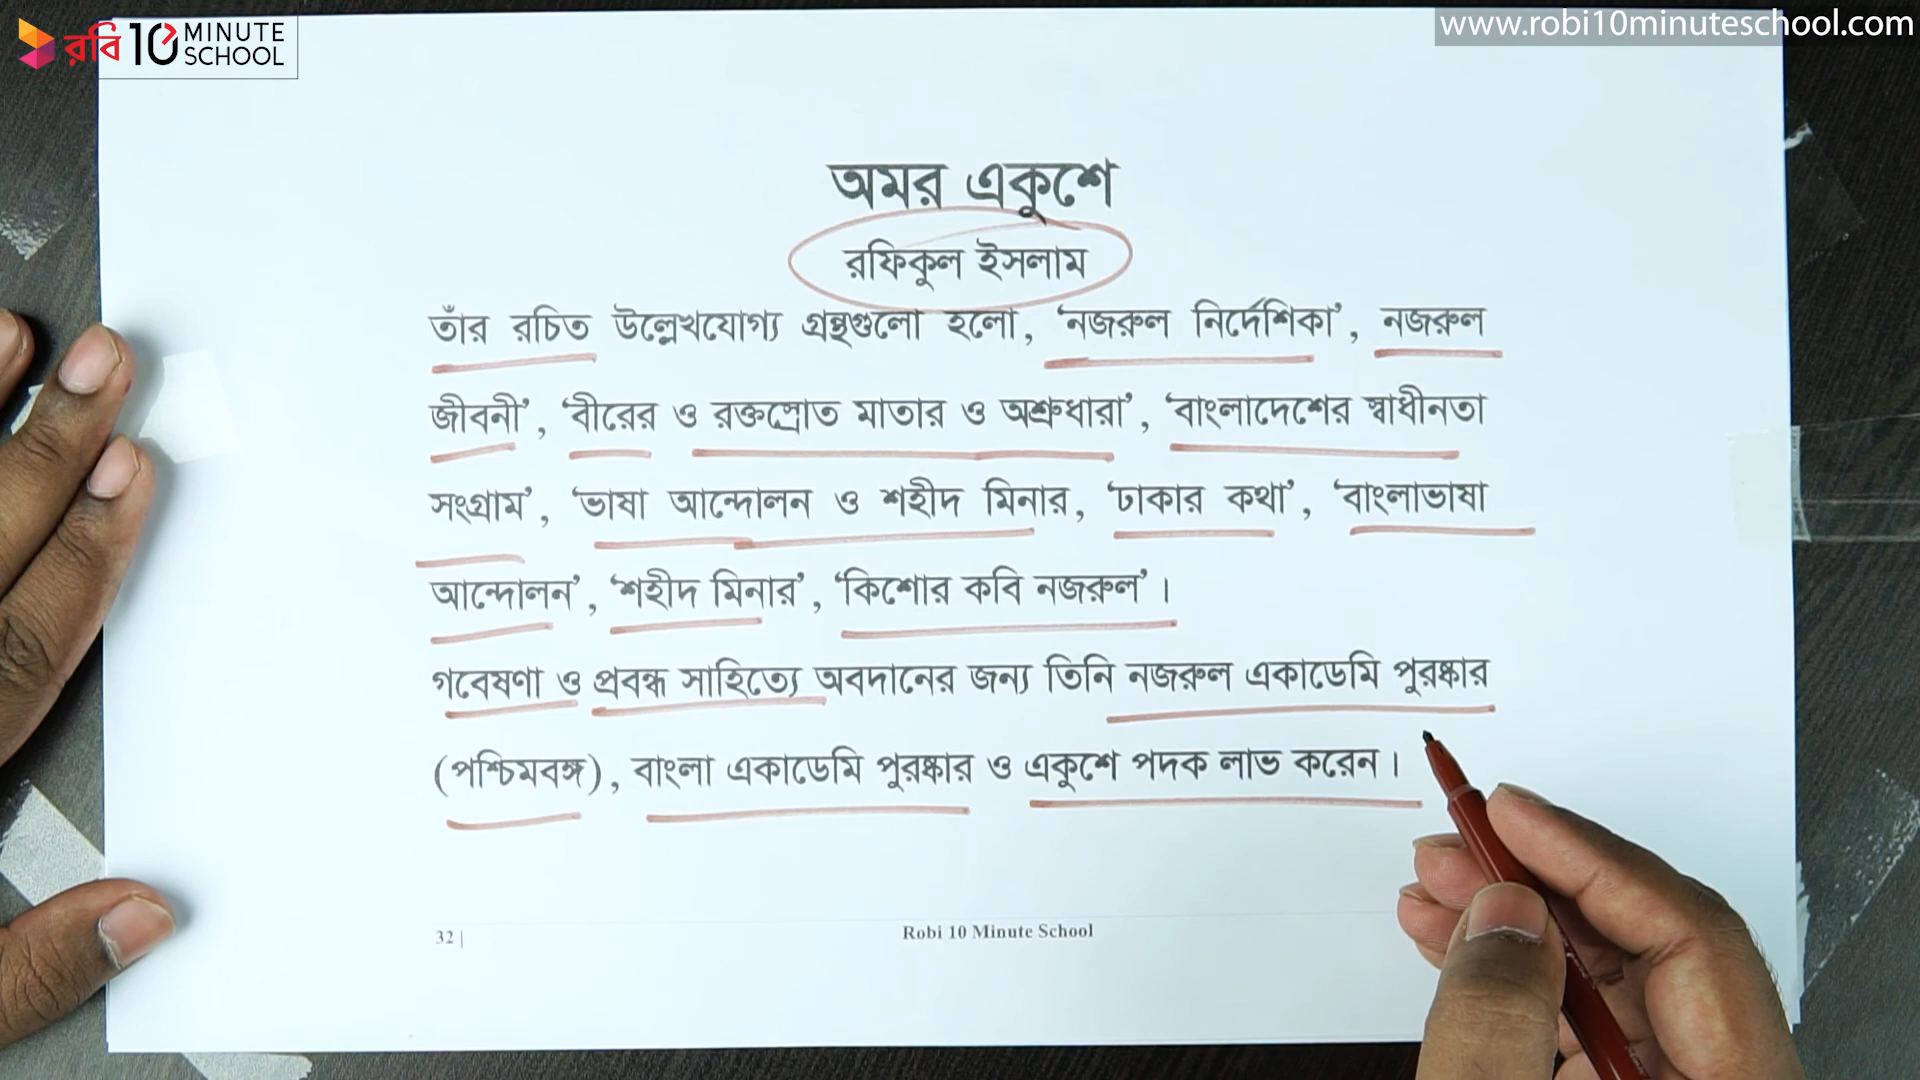 রবি 10 MINUTE SCHOOL
www.robi10minuteschool.com
অমর একুশে
রফিকুল ইসলাম
তাঁর রচিত উল্লেখযোগ্য গ্রন্থগুলো হলো, ‘নজরুল নির্দেশিকা’, নজরুল
জীবনী’, ‘বীরের ও রক্তস্রোত মাতার ও অশ্রুধারা’, ‘বাংলাদেশের স্বাধীনতা
সংগ্রাম’, ‘ভাষা আন্দোলন ও শহীদ মিনার, ‘ঢাকার কথা’, ‘বাংলাভাষা
আন্দোলন’, ‘শহীদ মিনার’, ‘কিশোর কবি নজরুল’।
গবেষণা ও প্রবন্ধ সাহিত্যে অবদানের জন্য তিনি নজরুল একাডেমি পুরষ্কার
(পশ্চিমবঙ্গ), বাংলা একাডেমি পুরষ্কার ও একুশে পদক লাভ করেন।
32 | Robi 10 Minute School